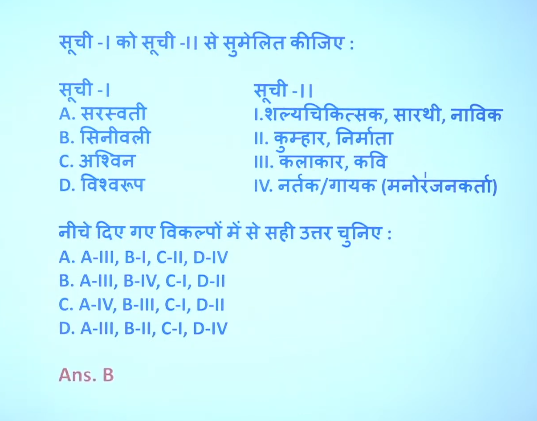 सूची -I को सूची -II से सुमेलित कीजिए :
सूची -I सूची -II
A. सरस्वती I.शल्यचिकित्सक, सारथी, नाविक
B. सिनीवली II. कुम्हार, निर्माता
C. अश्विन III. कलाकार, कवि
D. विश्वरूप IV. नर्तक/गायक (मनोरंजनकर्ता)
नीचे दिए गए विकल्पों में से सही उत्तर चुनिए :
A. A-III, B-I, C-II, D-IV
B. A-III, B-IV, C-I, D-II
C. A-IV, B-III, C-I, D-II
D. A-III, B-II, C-I, D-IV
Ans. B